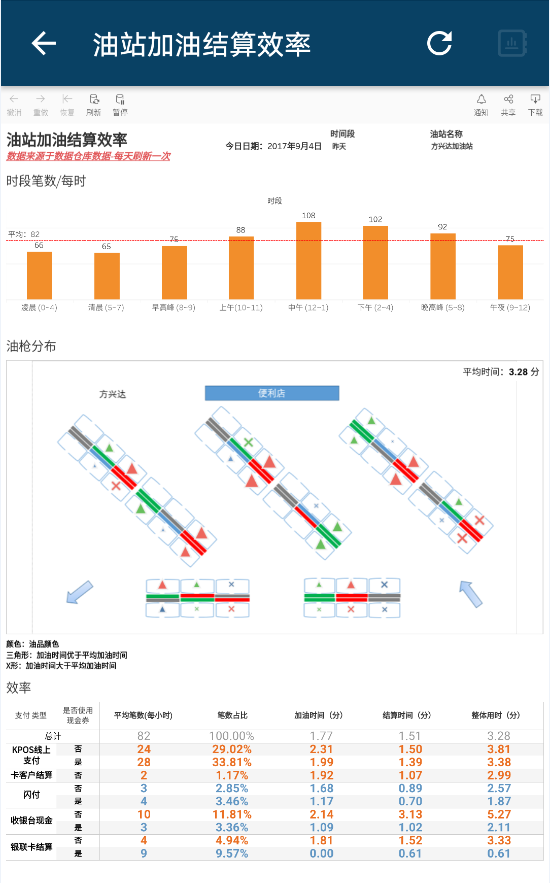 油站加油结算效率
撤消 重做 恢复 刷新 暂停 通知 共享 下载
油站加油结算效率
数据来源于数据仓库数据-每天刷新一次
今日日期: 2017年9月4日
时间段
昨天
油站名称
方兴达加油站
时段笔数/每时
时段
平均: 82
66 65 76 88 108 102 92 75
凌晨 (0-4) 清晨 (5-7) 早高峰 (8-9) 上午(10-11) 中午 (12-1) 下午 (2-4) 晚高峰 (5-8) 午夜 (9-12)
油枪分布
平均时间: 3.28 分
方兴达 便利店
颜色: 油品颜色
三角形: 加油时间优于平均加油时间
X形: 加油时间大于平均加油时间
效率
支付 类型 是否使用现金券 平均笔数(每小时) 笔数占比 加油时间（分） 结算时间（分） 整体用时（分）
总计 82 100.00% 1.77 1.51 3.28
KPOS线上支付 否 24 29.02% 2.31 1.50 3.81
是 28 33.81% 1.99 1.39 3.38
卡客户结算 否 2 1.17% 1.92 1.07 2.99
闪付 否 3 2.85% 1.68 0.89 2.57
是 4 3.46% 1.17 0.70 1.87
收银台现金 否 10 11.81% 2.14 3.13 5.27
是 3 3.36% 1.09 1.02 2.11
银联卡结算 否 4 4.94% 1.81 1.52 3.33
是 9 9.57% 0.00 0.61 0.61